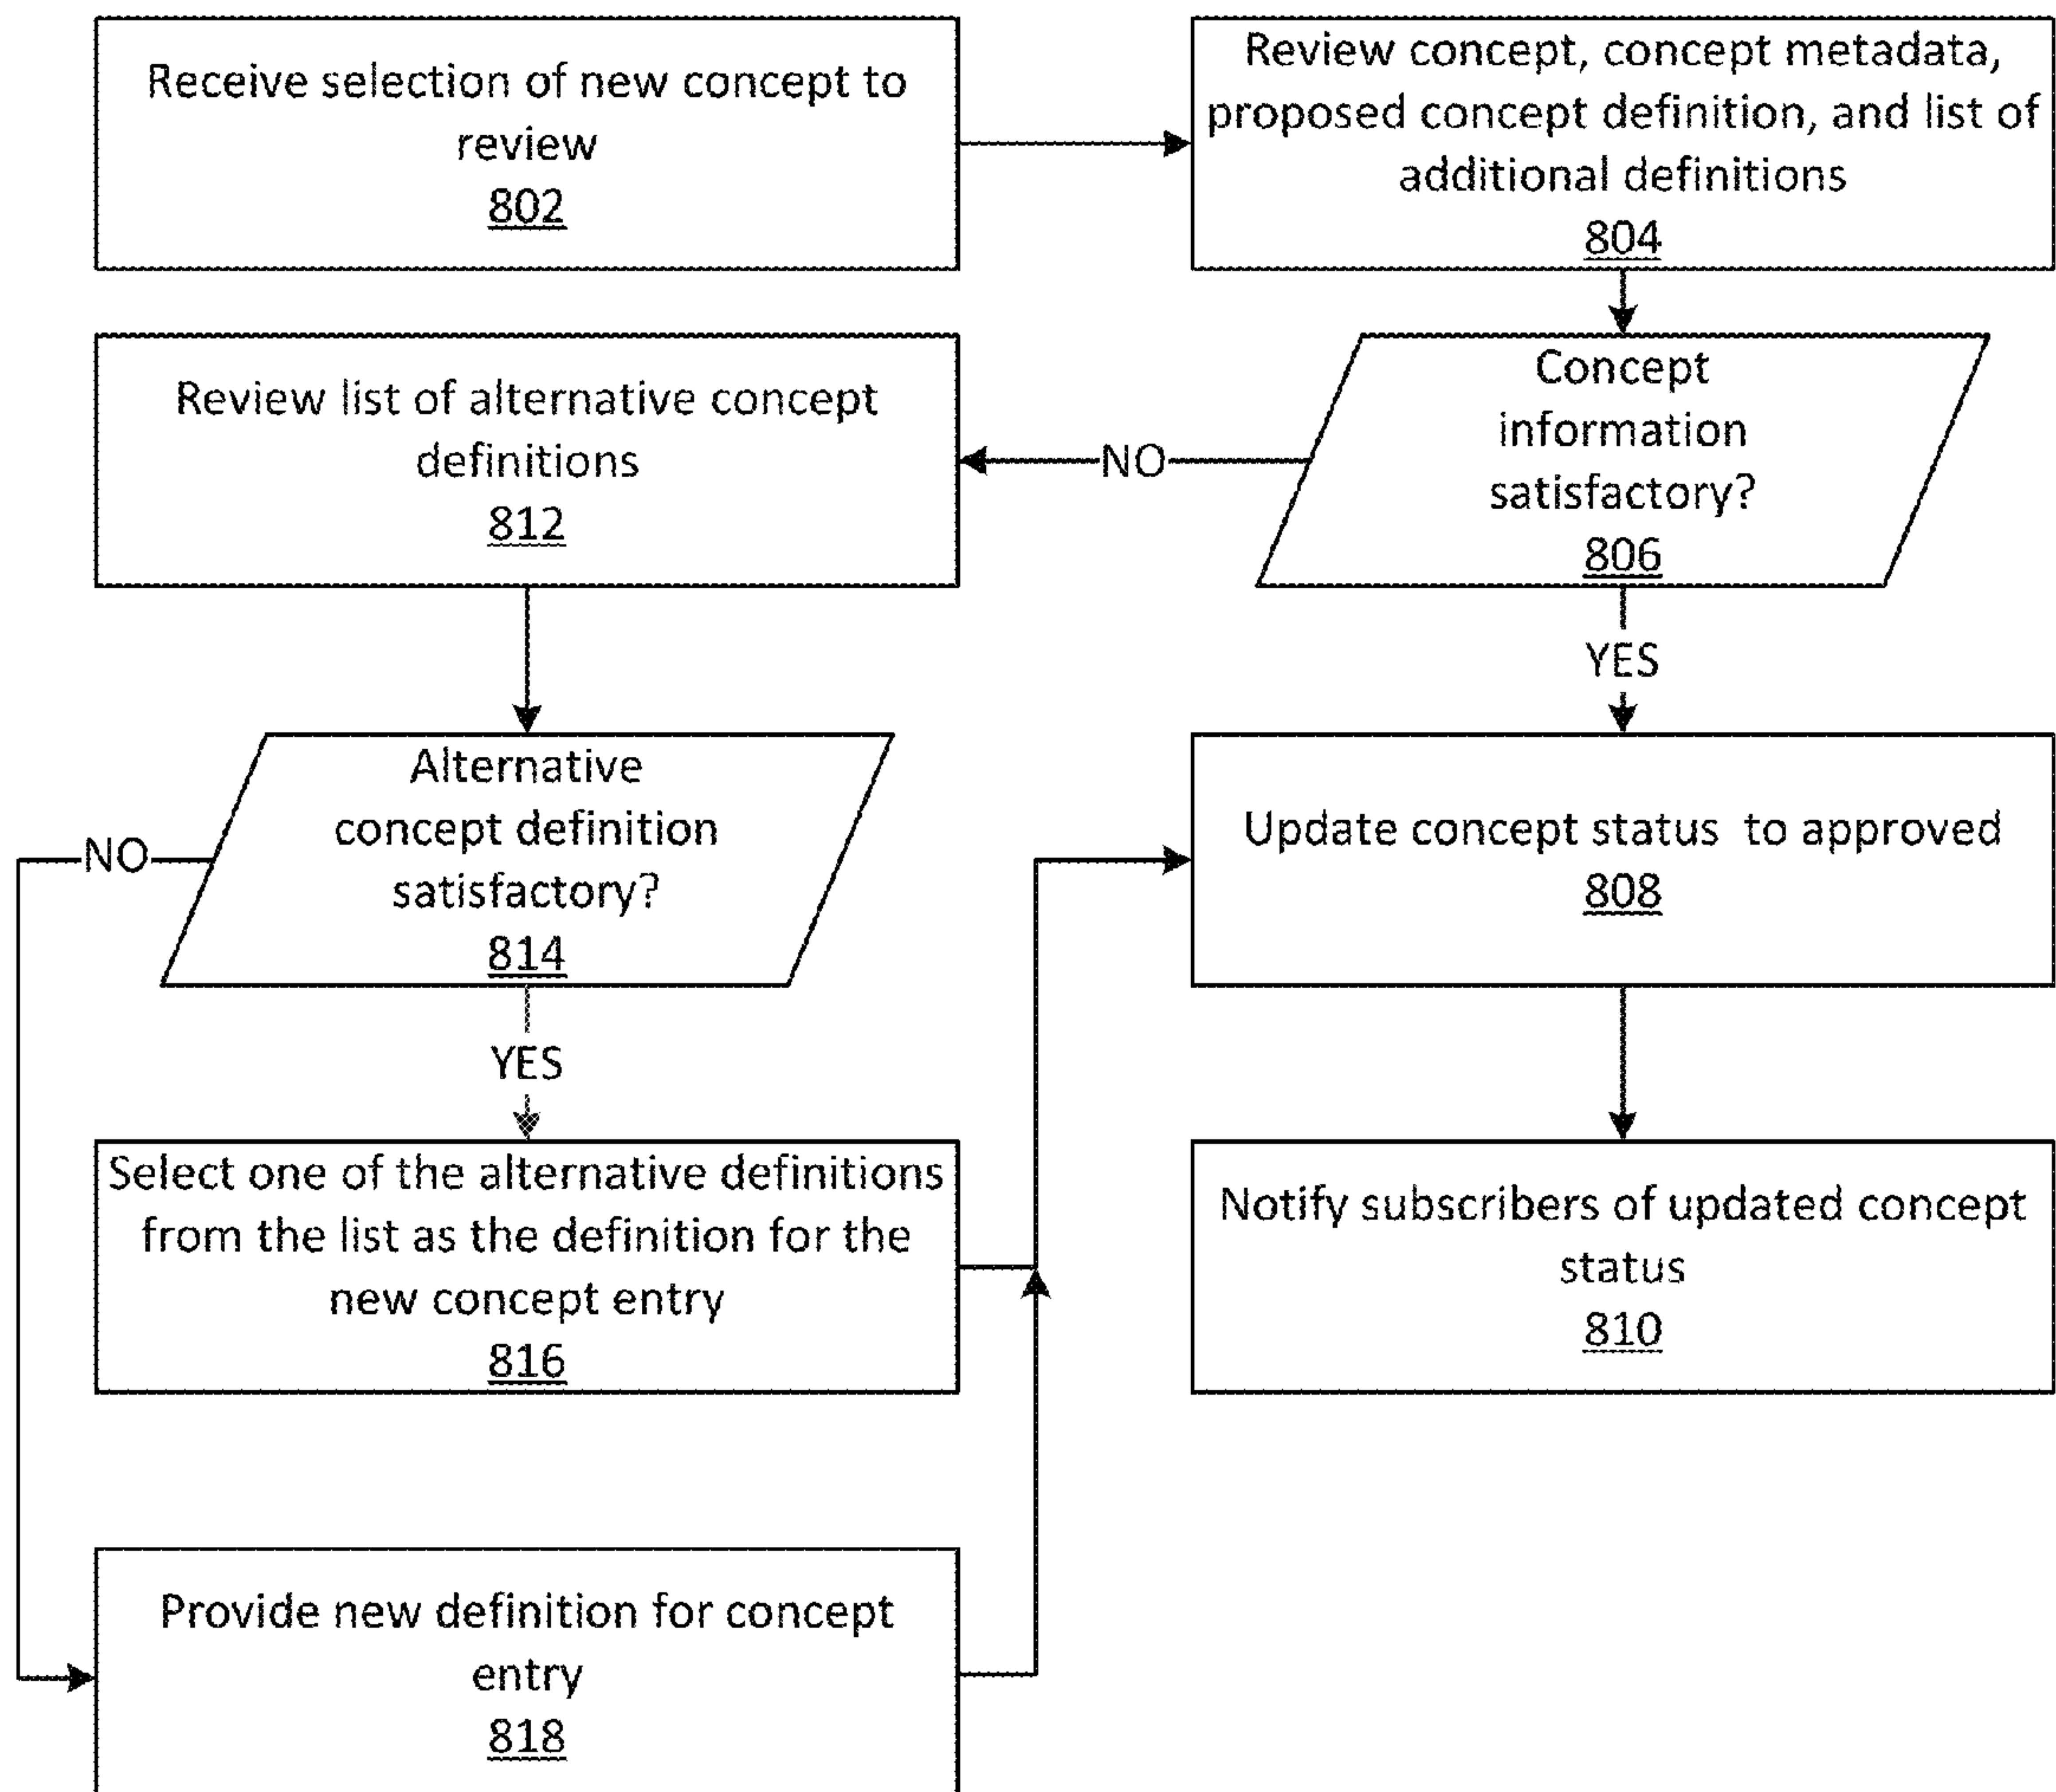 Receive selection of new concept to
review
802
Review concept, concept metadata,
proposed concept definition, and list of
additional definitions
804
Concept
information
satisfactory?
806
NO
YES
Review list of alternative concept
definitions
812
Alternative
concept definition
satisfactory?
814
NO
YES
Update concept status to approved
808
Select one of the alternative definitions
from the list as the definition for the
new concept entry
816
Notify subscribers of updated concept
status
810
Provide new definition for concept
entry
818